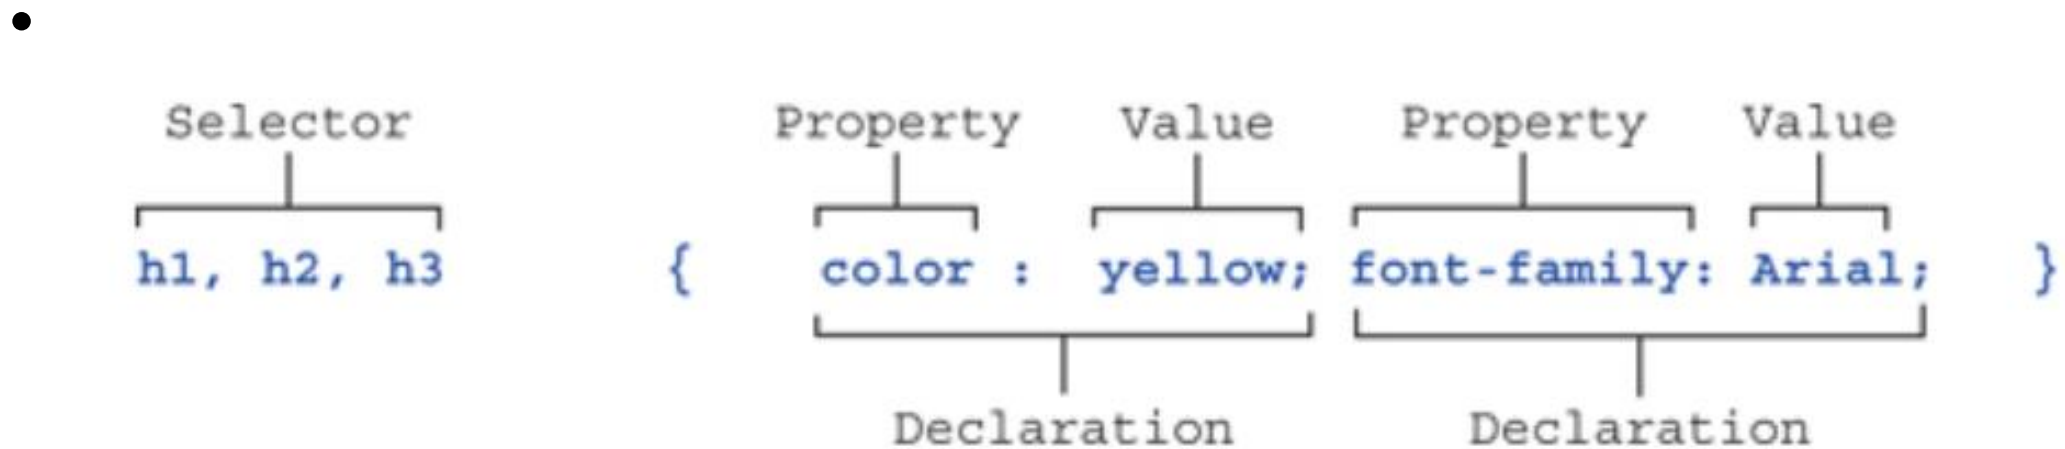 Selector Property Value Property Value
h1, h2, h3 { color : yellow; font-family: Arial; }
Declaration Declaration